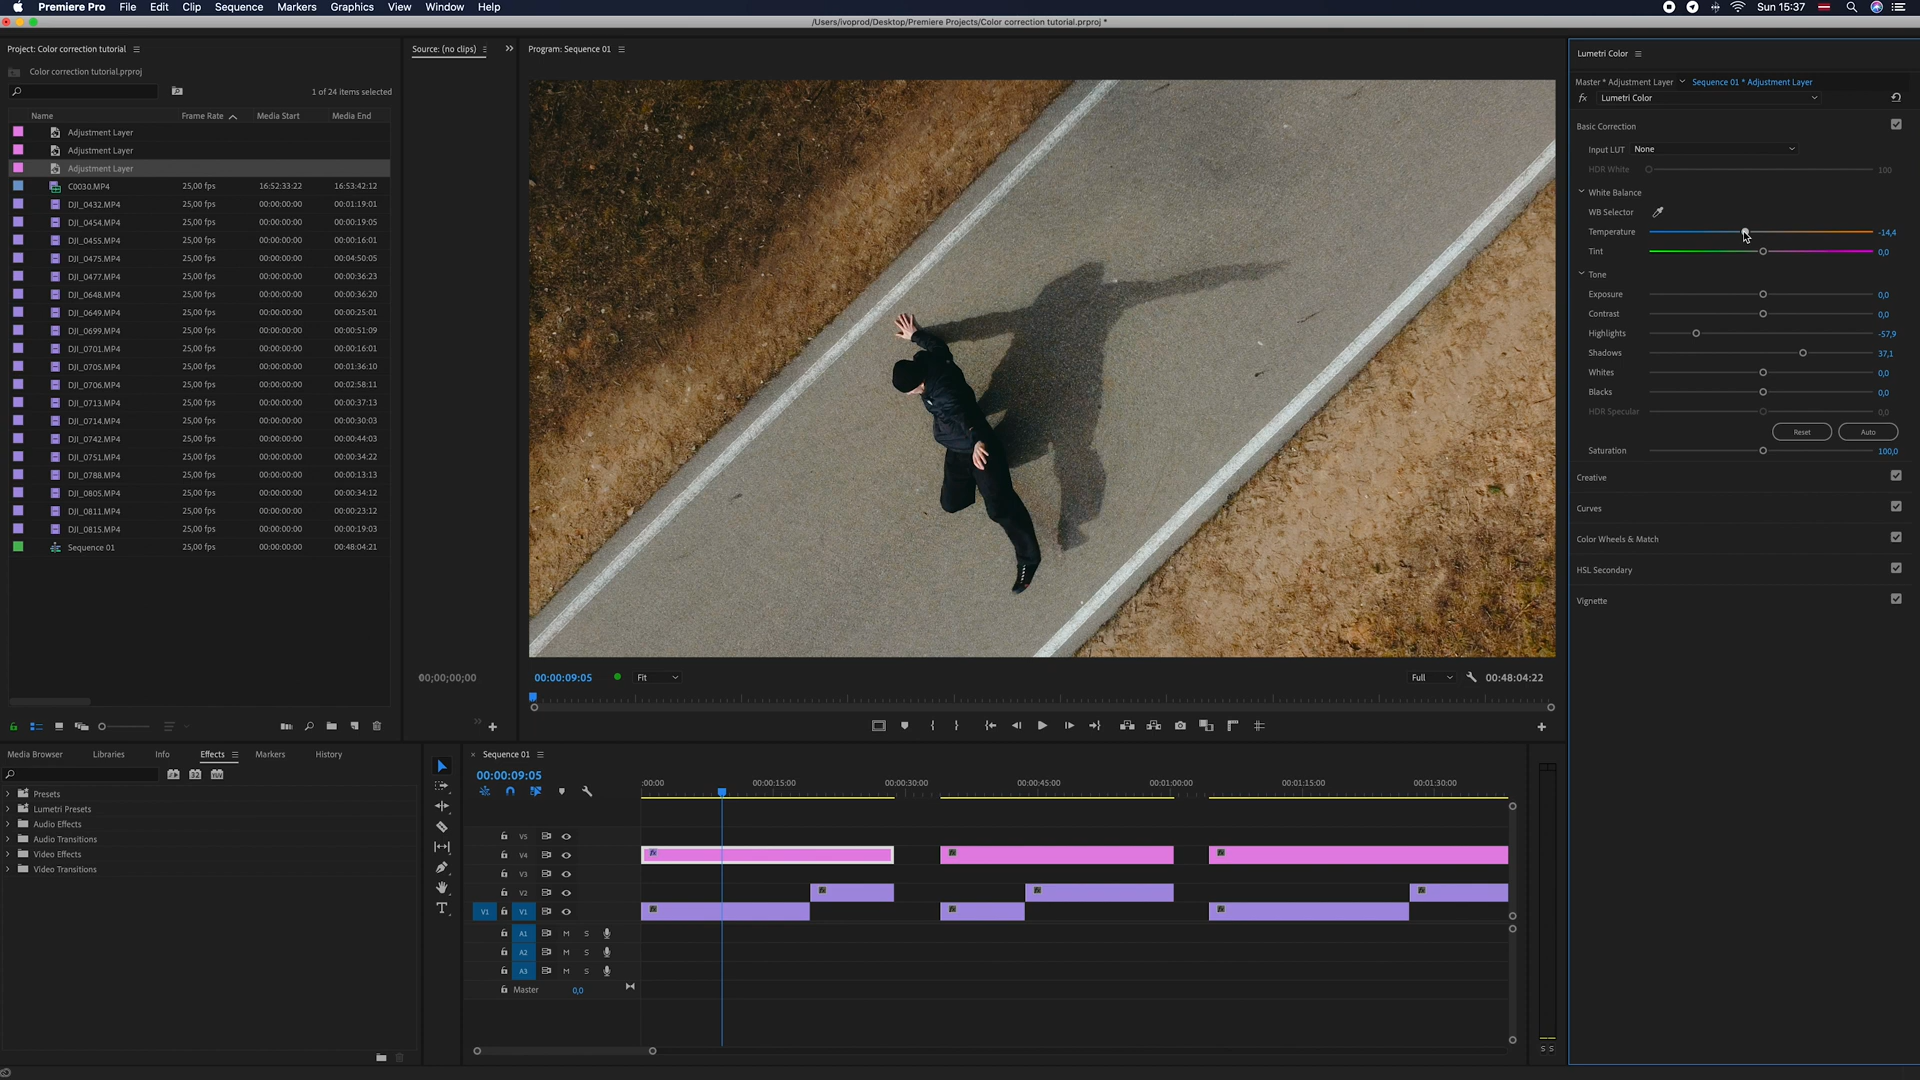 Premiere Pro File Edit Clip Sequence Markers Graphics View Window Help Sun 15:37
/Users/ivoprod/Desktop/Premiere Projects/Color correction tutorial.prproj *
Project: Color correction tutorial
Source: (no clips)
Program: Sequence 01
Lumetri Color
Color correction tutorial.prproj
Master * Adjustment Layer Sequence 01 * Adjustment Layer
1 of 24 items selected
fx Lumetri Color
Name Frame Rate Media Start Media End
Basic Correction
Adjustment Layer
Adjustment Layer
Adjustment Layer
C0030.MP4 25,00 fps 16:52:33:22 16:53:42:12
DJI_0432.MP4 25,00 fps 00:00:00:00 00:01:19:01
DJI_0454.MP4 25,00 fps 00:00:00:00 00:00:19:05
DJI_0455.MP4 25,00 fps 00:00:00:00 00:00:16:01
DJI_0475.MP4 25,00 fps 00:00:00:00 00:04:50:05
DJI_0477.MP4 25,00 fps 00:00:00:00 00:00:36:23
DJI_0648.MP4 25,00 fps 00:00:00:00 00:00:36:20
DJI_0649.MP4 25,00 fps 00:00:00:00 00:00:25:01
DJI_0699.MP4 25,00 fps 00:00:00:00 00:00:51:09
DJI_0701.MP4 25,00 fps 00:00:00:00 00:00:16:01
DJI_0705.MP4 25,00 fps 00:00:00:00 00:01:36:10
DJI_0706.MP4 25,00 fps 00:00:00:00 00:02:58:11
DJI_0713.MP4 25,00 fps 00:00:00:00 00:00:37:13
DJI_0714.MP4 25,00 fps 00:00:00:00 00:00:30:03
DJI_0742.MP4 25,00 fps 00:00:00:00 00:00:44:03
DJI_0751.MP4 25,00 fps 00:00:00:00 00:00:34:22
DJI_0788.MP4 25,00 fps 00:00:00:00 00:00:13:13
DJI_0805.MP4 25,00 fps 00:00:00:00 00:00:34:12
DJI_0811.MP4 25,00 fps 00:00:00:00 00:00:23:12
DJI_0815.MP4 25,00 fps 00:00:00:00 00:00:19:03
Sequence 01 25,00 fps 00:00:00:00 00:48:04:21
Input LUT None
HDR White 100
White Balance
WB Selector
Temperature -14,4
Tint 0,0
Tone
Exposure 0,0
Contrast 0,0
Highlights -57,9
Shadows 37,1
Whites 0,0
Blacks 0,0
HDR Specular 0,0
Reset Auto
Saturation 100,0
Creative
Curves
Color Wheels & Match
HSL Secondary
Vignette
00;00;00;00
00:00:09:05 Fit Full 00:48:04:22
Media Browser Libraries Info Effects Markers History
Presets
Lumetri Presets
Audio Effects
Audio Transitions
Video Effects
Video Transitions
× Sequence 01
00:00:09:05
:00:00 00:00:15:00 00:00:30:00 00:00:45:00 00:01:00:00 00:01:15:00 00:01:30:00
V5
V4
V3
V2
V1 V1
A1 M S
A2 M S
A3 M S
Master 0,0
S S